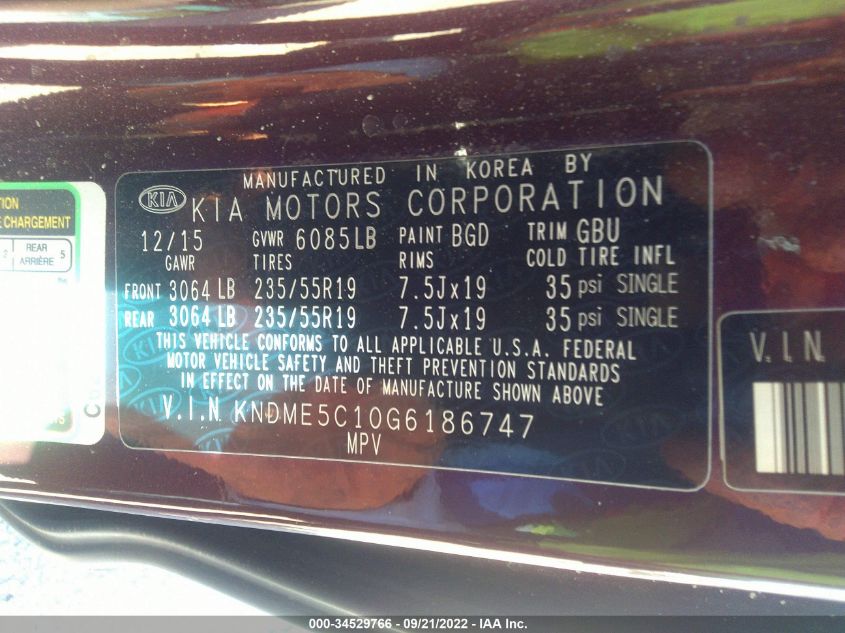 MANUFACTURED IN KOREA BY
KIA KIA MOTORS CORPORATION
12/15 GVWR 6085LB PAINT BGD TRIM GBU
GAWR TIRES RIMS COLD TIRE INFL
FRONT 3064 LB 235/55R19 7.5Jx19 35 psi SINGLE
REAR 3064 LB 235/55R19 7.5Jx19 35 psi SINGLE
THIS VEHICLE CONFORMS TO ALL APPLICABLE U.S.A. FEDERAL
MOTOR VEHICLE SAFETY AND THEFT PREVENTION STANDARDS
IN EFFECT ON THE DATE OF MANUFACTURE SHOWN ABOVE
V.I.N KNDME5C10G6186747
MPV
CHARGEMENT
2 REAR 5
ARRIÈRE
V.I.N.
000-34529766 - 09/21/2022 - IAA Inc.